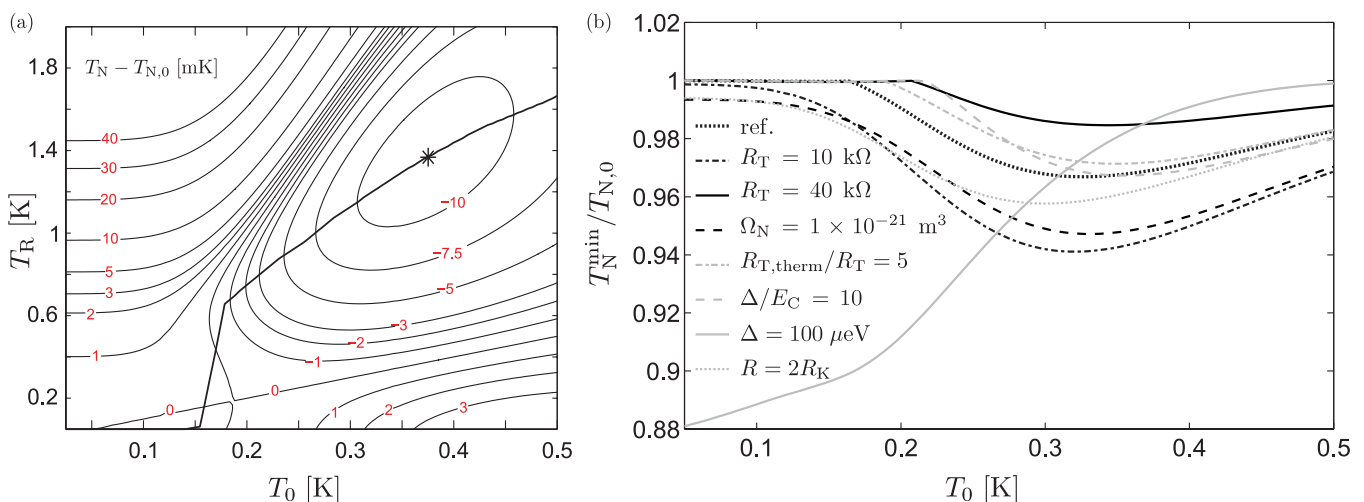 (a)
T_N − T_N,0 [mK]
40
30
20
10
5
3
2
1
0
0
−10
−7.5
−5
−3
−2
−1
0
1
2
3
1.8
1.4
1
0.6
0.2
T_R [K]
0.1 0.2 0.3 0.4 0.5
T_0 [K]
(b)
1.02
1
0.98
0.96
0.94
0.92
0.9
0.88
T_N^min/T_N,0
ref.
R_T = 10 kΩ
R_T = 40 kΩ
Ω_N = 1 × 10^−21 m^3
R_T,therm/R_T = 5
Δ/E_C = 10
Δ = 100 μeV
R = 2R_K
0.1 0.2 0.3 0.4 0.5
T_0 [K]